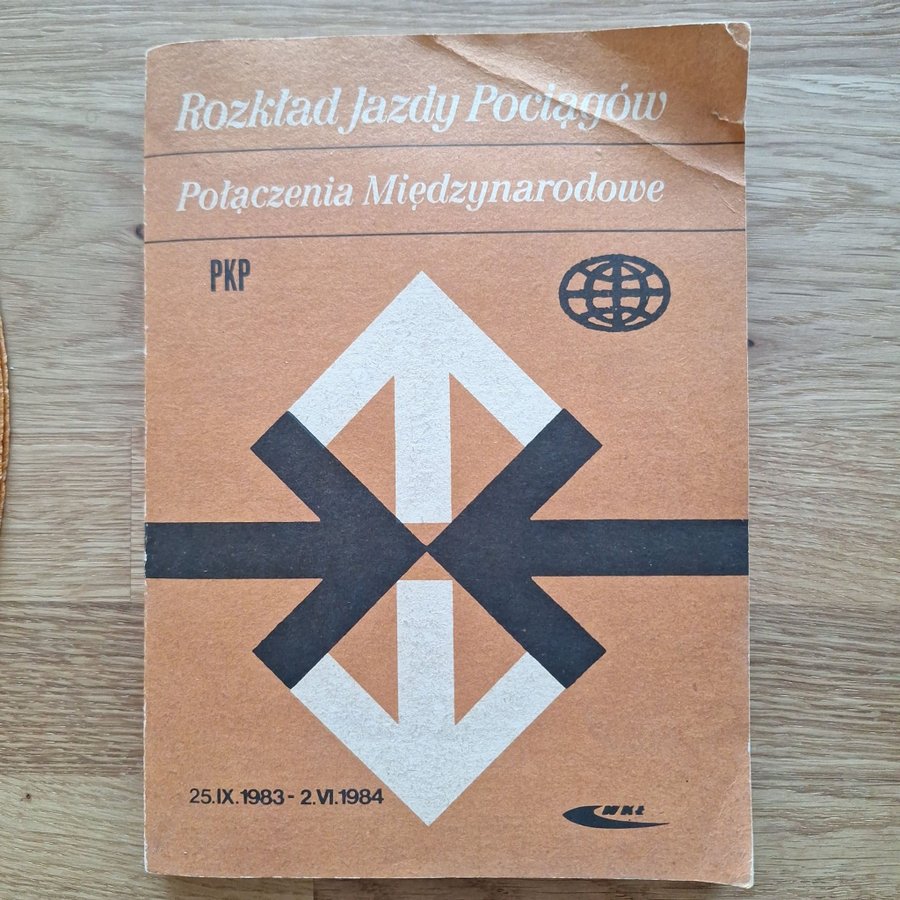 Rozkład Jazdy Pociągów
Połączenia Międzynarodowe
PKP
25.IX.1983 - 2.VI.1984
WKŁ